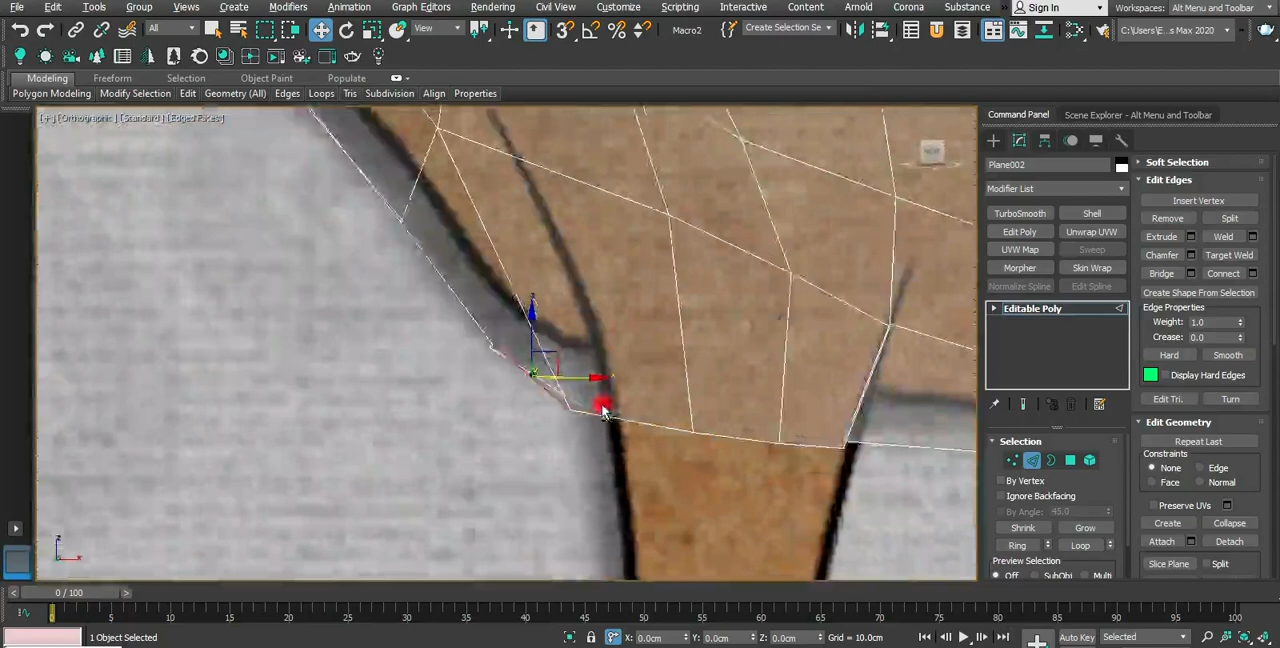 File Edit Tools Group Views Create Modifiers Animation Graph Editors Rendering Civil View Customize Scripting Interactive Content Arnold Corona Substance Sign In Workspaces: Alt Menu and Toolbar
All View Macro2 Create Selection Se C:\Users\E...s Max 2020
Modeling Freeform Selection Object Paint Populate
Polygon Modeling Modify Selection Edit Geometry (All) Edges Loops Tris Subdivision Align Properties
[+] [Orthographic] [Standard] [Edged Faces]
Command Panel Scene Explorer - Alt Menu and Toolbar
Plane002
Modifier List
TurboSmooth Shell
Edit Poly Unwrap UVW
UVW Map Sweep
Morpher Skin Wrap
Normalize Spline Edit Spline
Editable Poly
Selection
By Vertex
Ignore Backfacing
By Angle: 45.0
Shrink Grow
Ring Loop
Preview Selection
Off SubObj Multi
Soft Selection
Edit Edges
Insert Vertex
Remove Split
Extrude Weld
Chamfer Target Weld
Bridge Connect
Create Shape From Selection
Edge Properties
Weight: 1.0
Crease: 0.0
Hard Smooth
Display Hard Edges
Edit Tri. Turn
Edit Geometry
Repeat Last
Constraints
None Edge
Face Normal
Preserve UVs
Create Collapse
Attach Detach
Slice Plane Split
z x
0 / 100
0 5 10 15 20 25 30 35 40 45 50 55 60 65 70 75 80 85 90 95 100
1 Object Selected X: 0.0cm Y: 0.0cm Z: 0.0cm Grid = 10.0cm Auto Key Selected